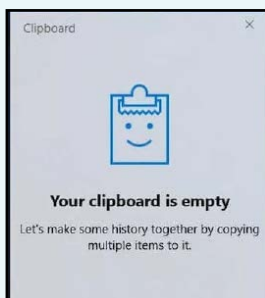 Clipboard
Your clipboard is empty
Let's make some history together by copying
multiple items to it.